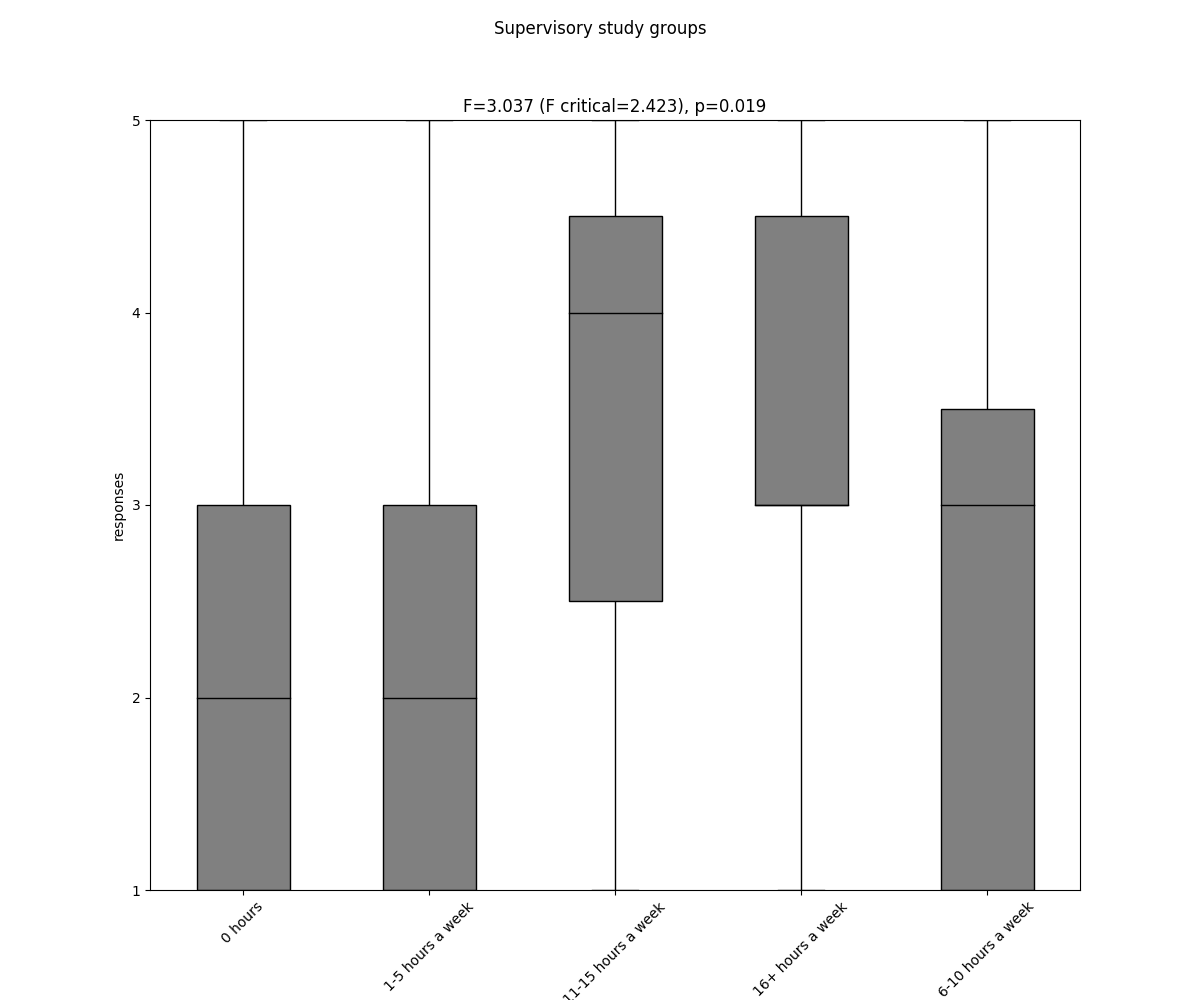 Supervisory study groups
F=3.037 (F critical=2.423), p=0.019
5
4
3
2
1
responses
0 hours
1-5 hours a week
11-15 hours a week
16+ hours a week
6-10 hours a week